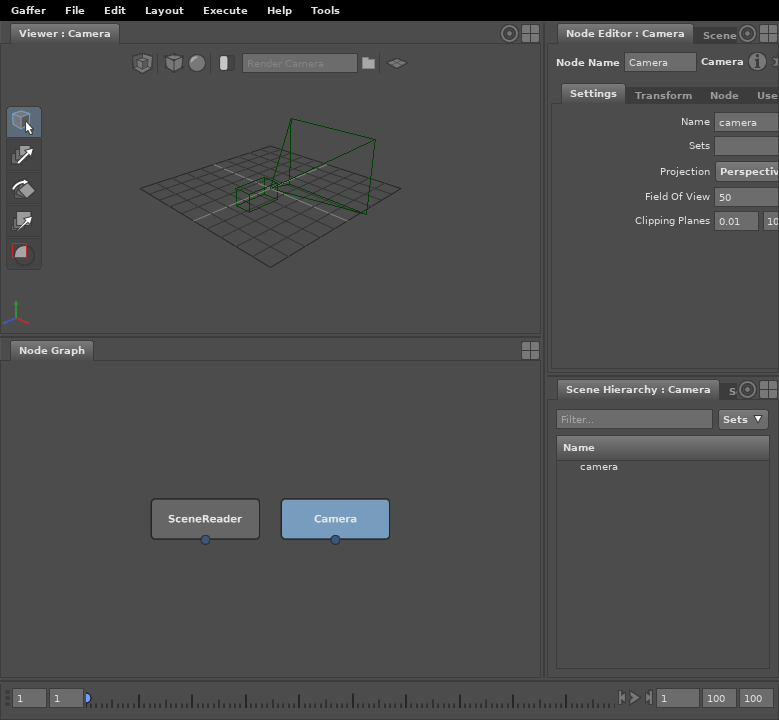 Gaffer File Edit Layout Execute Help Tools
Viewer : Camera
Render Camera
Node Graph
SceneReader
Camera
Node Editor : Camera Scene
Node Name Camera Camera
Settings Transform Node Use
Name camera
Sets
Projection Perspectiv
Field Of View 50
Clipping Planes 0.01 10
Scene Hierarchy : Camera S
Filter... Sets
Name
camera
1 1 1 100 100